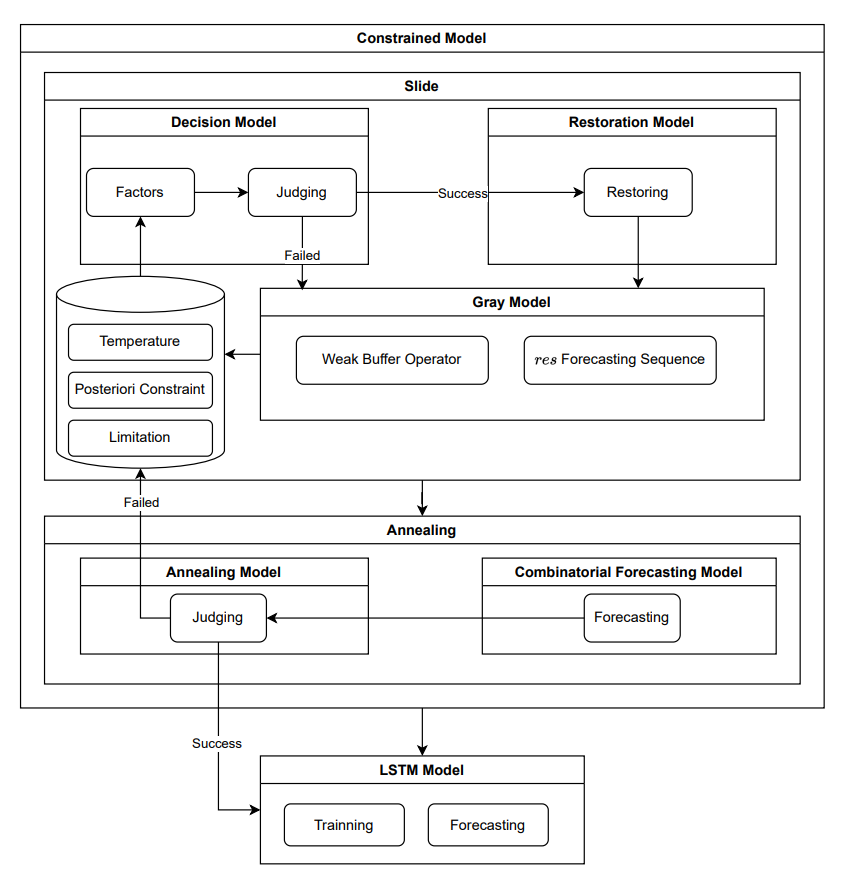 Constrained Model
Slide
Decision Model
Restoration Model
Factors
Judging
Success
Restoring
Failed
Gray Model
Temperature
Weak Buffer Operator
res Forecasting Sequence
Posteriori Constraint
Limitation
Failed
Annealing
Annealing Model
Combinatorial Forecasting Model
Judging
Forecasting
Success
LSTM Model
Trainning
Forecasting